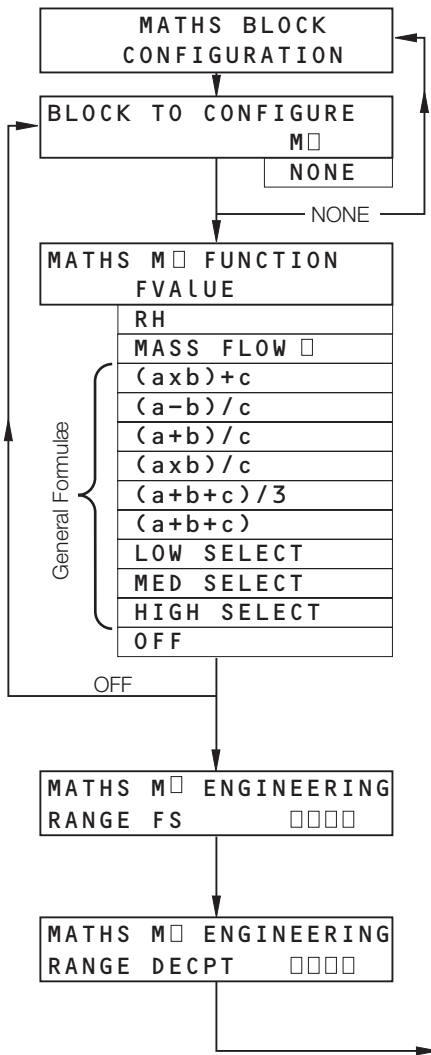 MATHS BLOCK
CONFIGURATION
BLOCK TO CONFIGURE
M□
NONE
NONE
MATHS M□ FUNCTION
FVALUE
RH
MASS FLOW □
General Formulæ
(axb)+c
(a-b)/c
(a+b)/c
(axb)/c
(a+b+c)/3
(a+b+c)
LOW SELECT
MED SELECT
HIGH SELECT
OFF
OFF
MATHS M□ ENGINEERING
RANGE FS □□□□
MATHS M□ ENGINEERING
RANGE DECPT □□□□